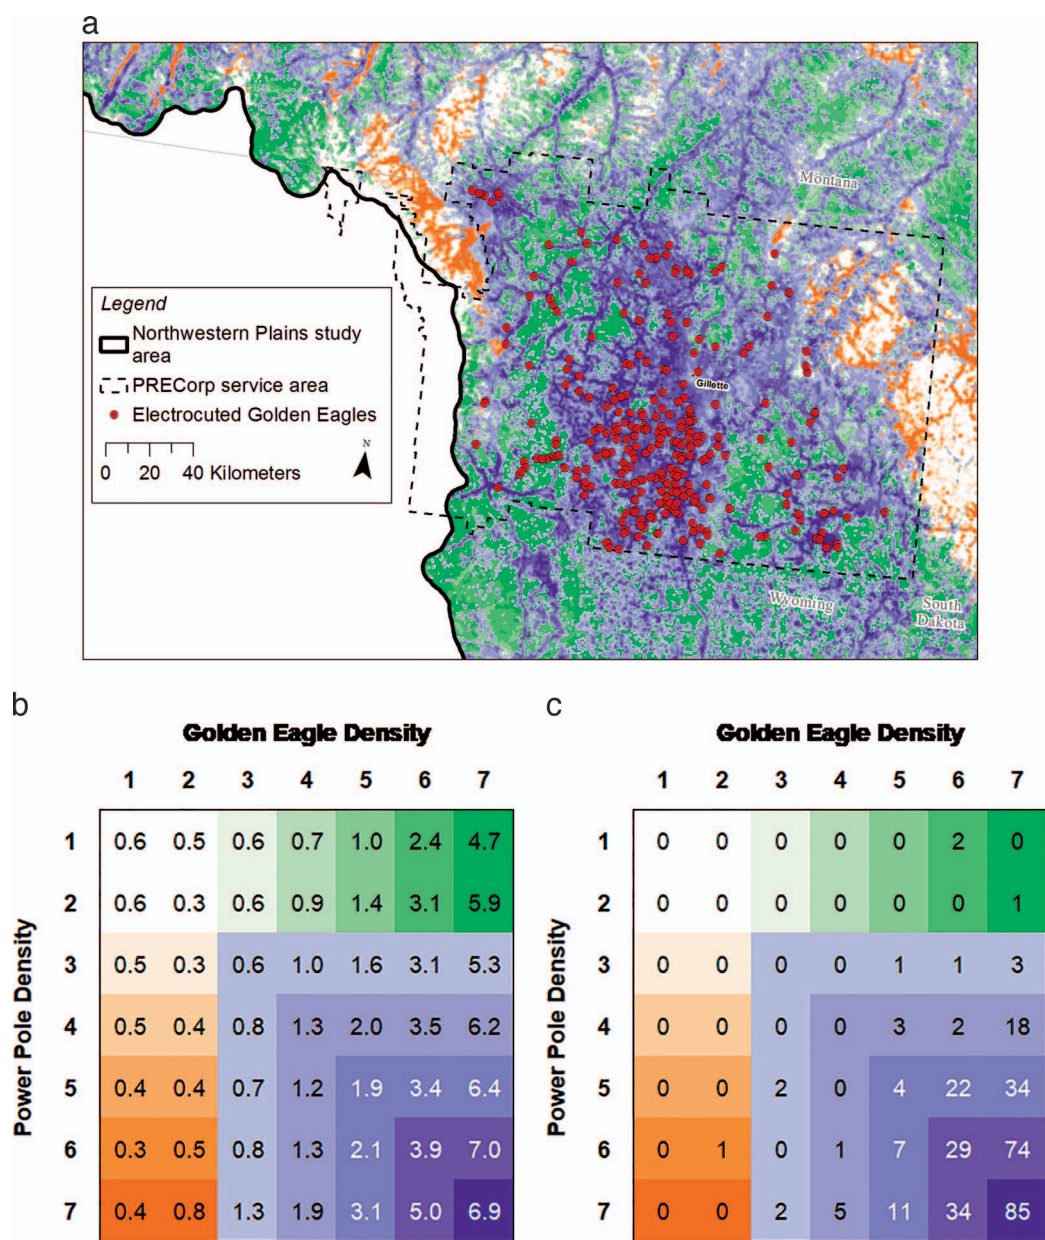 a
Montana
Legend
Northwestern Plains study
area
PRECorp service area
Electrocuted Golden Eagles
N
0 20 40 Kilometers
Gillette
Wyoming
South
Dakota
b
Golden Eagle Density
1 2 3 4 5 6 7
Power Pole Density
1 0.6 0.5 0.6 0.7 1.0 2.4 4.7
2 0.6 0.3 0.6 0.9 1.4 3.1 5.9
3 0.5 0.3 0.6 1.0 1.6 3.1 5.3
4 0.5 0.4 0.8 1.3 2.0 3.5 6.2
5 0.4 0.4 0.7 1.2 1.9 3.4 6.4
6 0.3 0.5 0.8 1.3 2.1 3.9 7.0
7 0.4 0.8 1.3 1.9 3.1 5.0 6.9
c
Golden Eagle Density
1 2 3 4 5 6 7
Power Pole Density
1 0 0 0 0 0 2 0
2 0 0 0 0 0 0 1
3 0 0 0 0 1 1 3
4 0 0 0 0 3 2 18
5 0 0 2 0 4 22 34
6 0 1 0 1 7 29 74
7 0 0 2 5 11 34 85